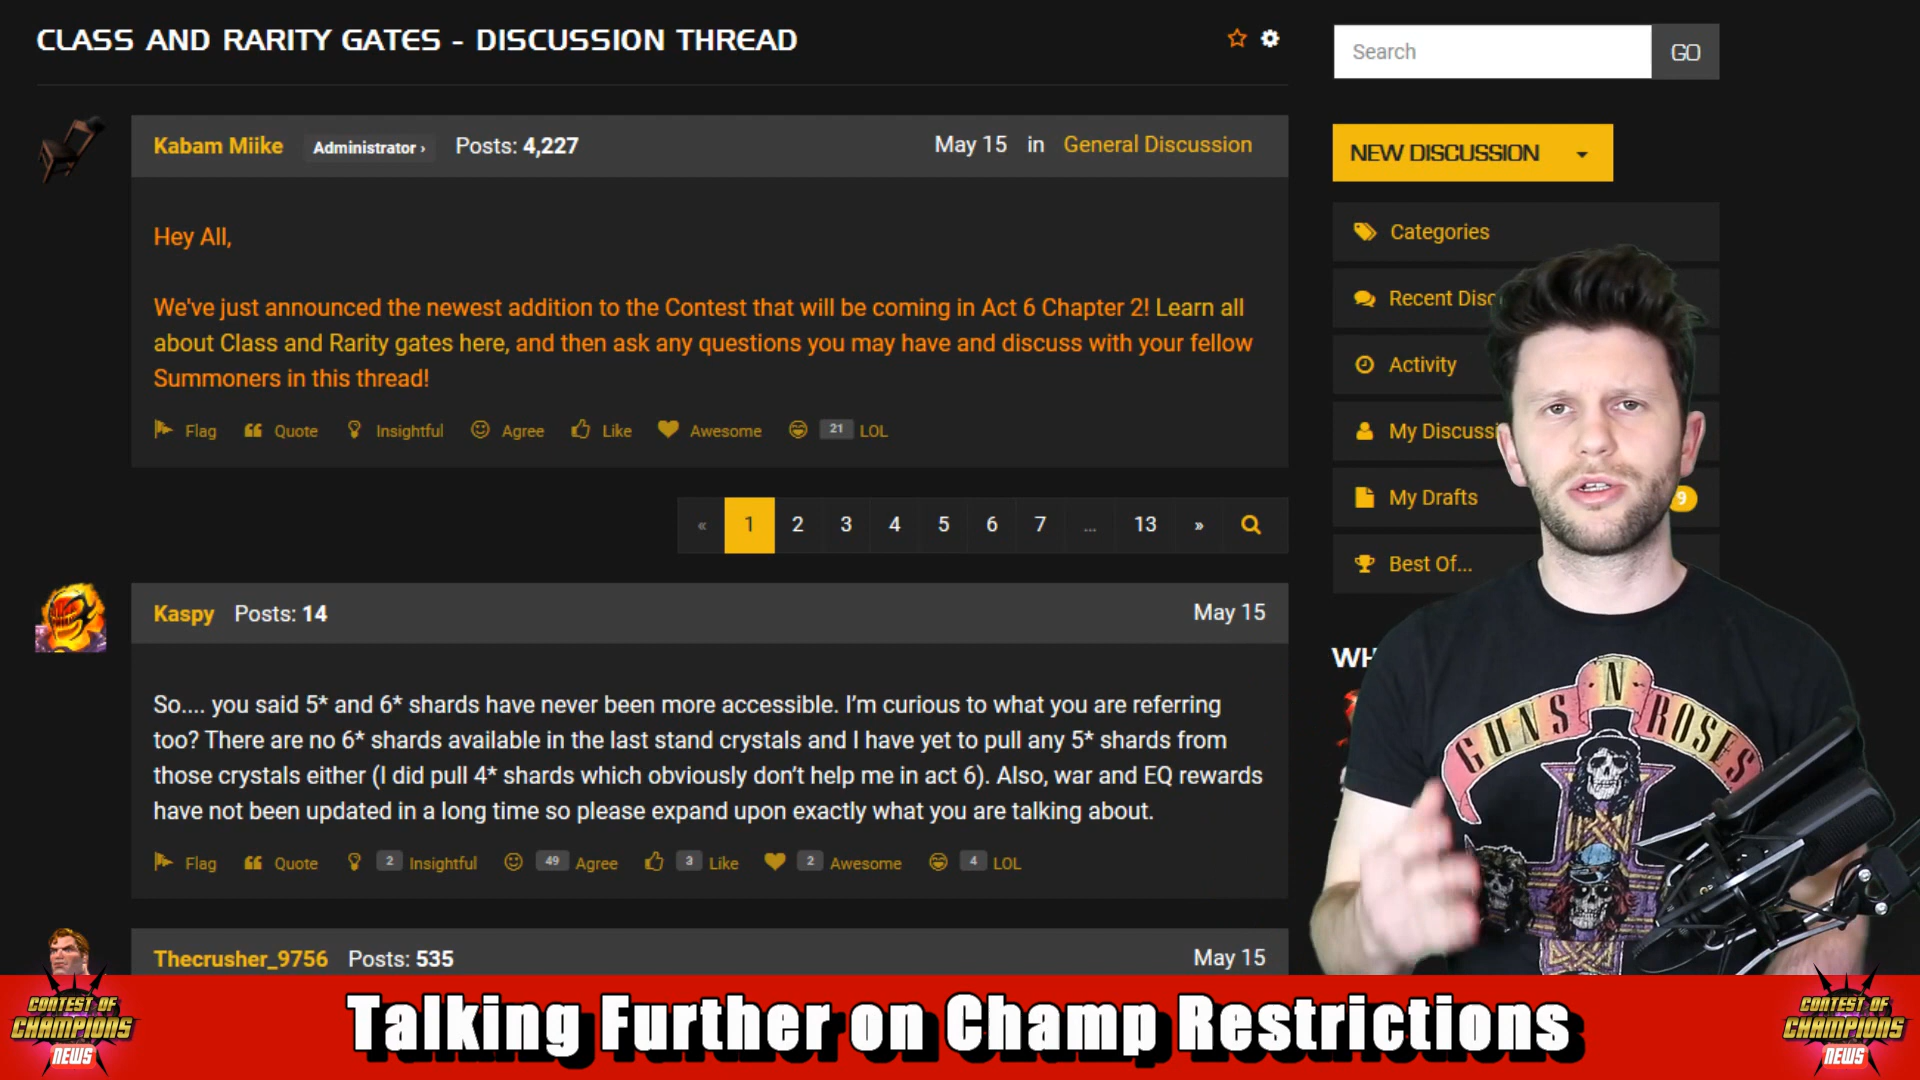 CLASS AND RARITY GATES - DISCUSSION THREAD
Search
GO
Kabam Miike Administrator › Posts: 4,227 May 15 in General Discussion
Hey All,
We've just announced the newest addition to the Contest that will be coming in Act 6 Chapter 2! Learn all
about Class and Rarity gates here, and then ask any questions you may have and discuss with your fellow
Summoners in this thread!
Flag Quote Insightful Agree Like Awesome 21 LOL
« 1 2 3 4 5 6 7 ... 13 »
Kaspy Posts: 14 May 15
So.... you said 5* and 6* shards have never been more accessible. I'm curious to what you are referring
too? There are no 6* shards available in the last stand crystals and I have yet to pull any 5* shards from
those crystals either (I did pull 4* shards which obviously don't help me in act 6). Also, war and EQ rewards
have not been updated in a long time so please expand upon exactly what you are talking about.
Flag Quote 2 Insightful 49 Agree 3 Like 2 Awesome 4 LOL
Thecrusher_9756 Posts: 535 May 15
NEW DISCUSSION
Categories
Recent Disc
Activity
My Discussi
My Drafts 9
Best Of...
WH
GUNS N ROSES
CONTEST OF
CHAMPIONS
NEWS
Talking Further on Champ Restrictions
CONTEST OF
CHAMPIONS
NEWS